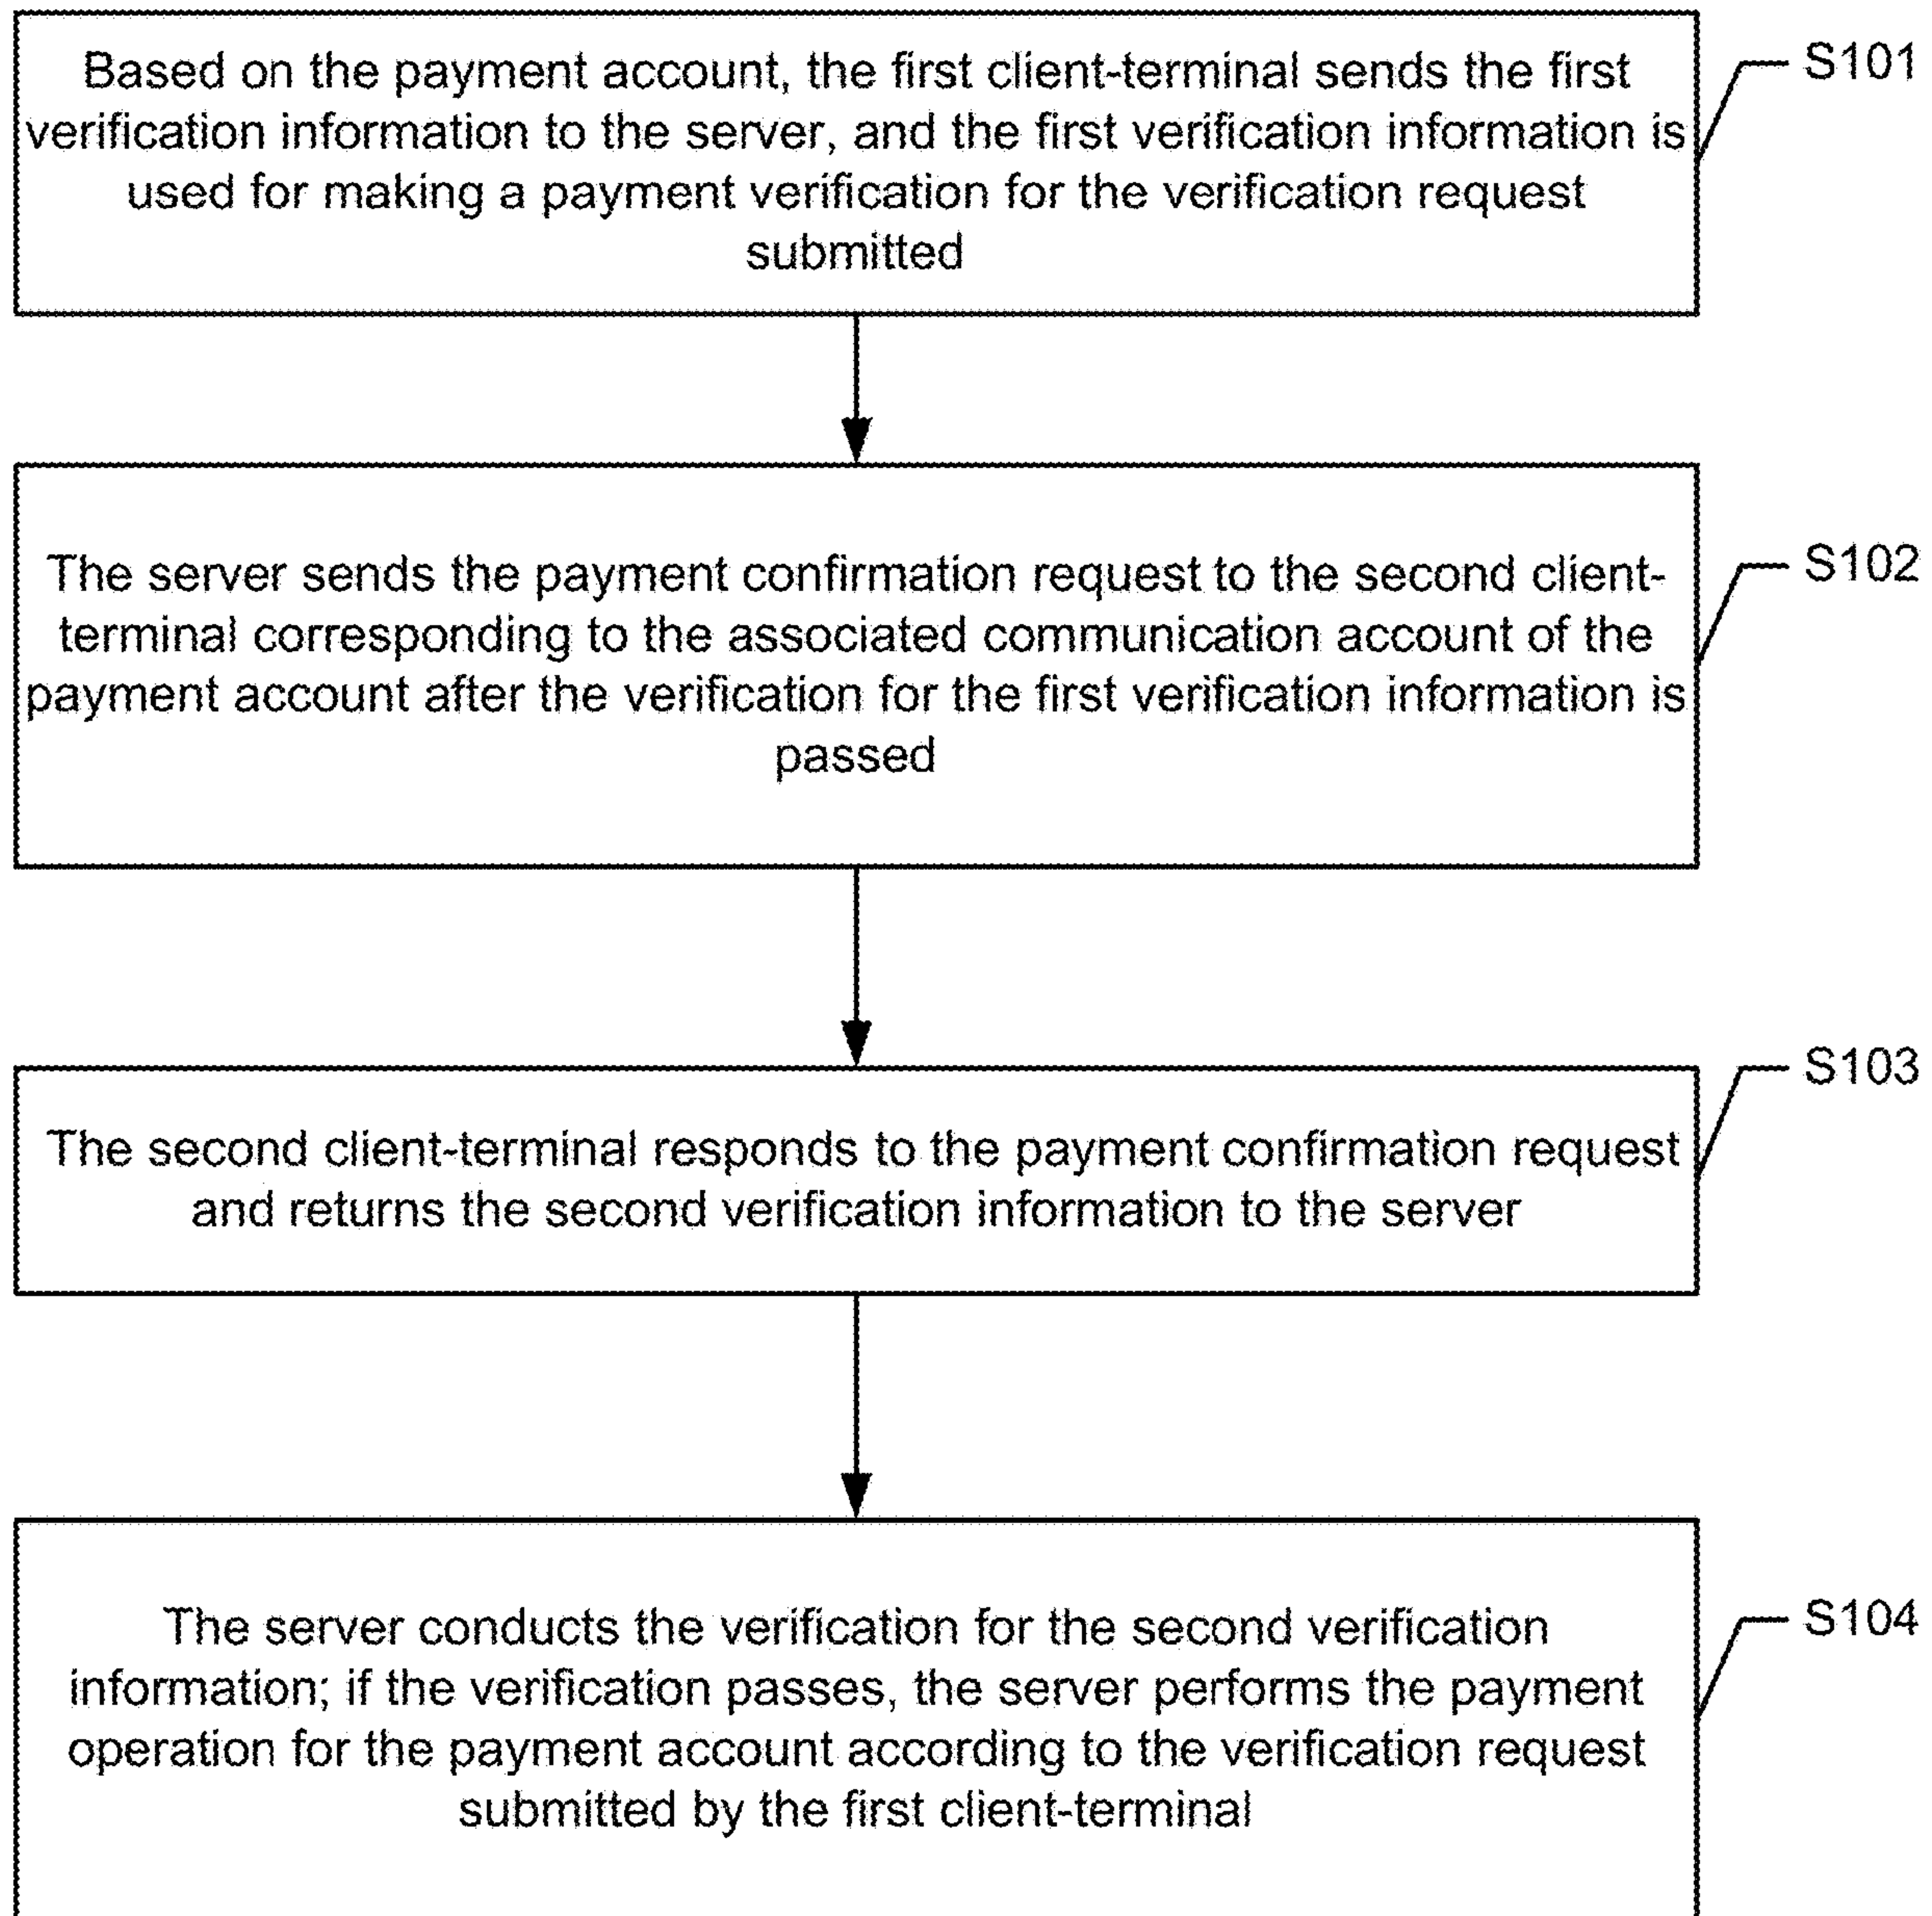 Based on the payment account, the first client-terminal sends the first
verification information to the server, and the first verification information is
used for making a payment verification for the verification request
submitted
S101
The server sends the payment confirmation request to the second client-
terminal corresponding to the associated communication account of the
payment account after the verification for the first verification information is
passed
S102
The second client-terminal responds to the payment confirmation request
and returns the second verification information to the server
S103
The server conducts the verification for the second verification
information; if the verification passes, the server performs the payment
operation for the payment account according to the verification request
submitted by the first client-terminal
S104